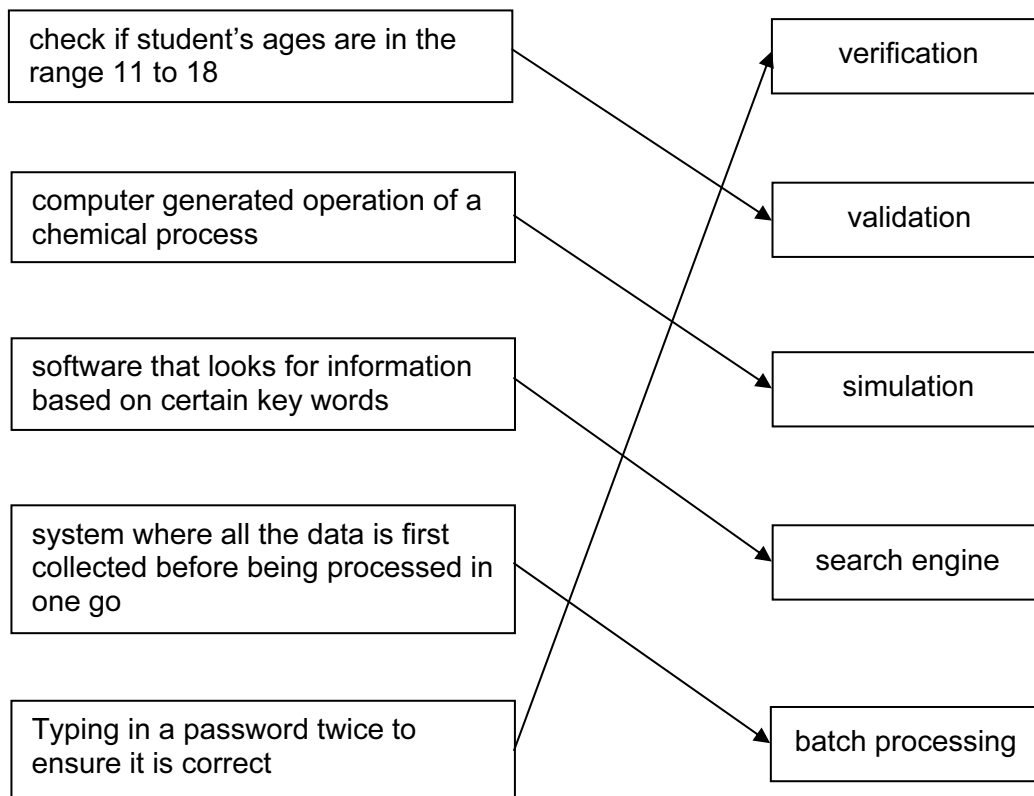 check if student's ages are in the
range 11 to 18
verification
computer generated operation of a
chemical process
validation
software that looks for information
based on certain key words
simulation
system where all the data is first
collected before being processed in
one go
search engine
Typing in a password twice to
ensure it is correct
batch processing